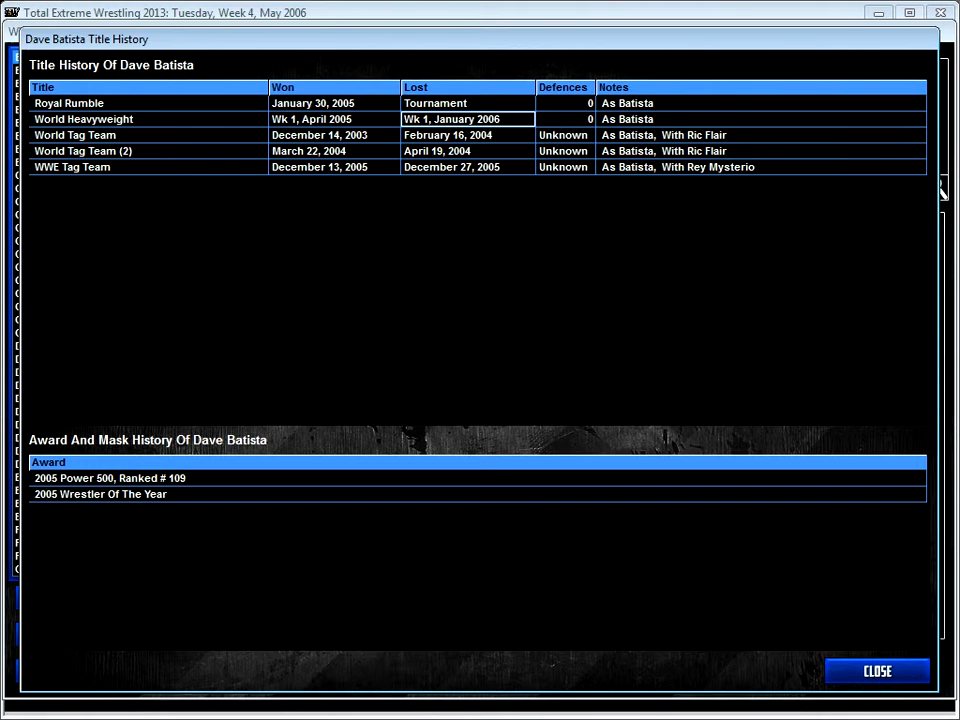 Total Extreme Wrestling 2013: Tuesday, Week 4, May 2006
Dave Batista Title History
Title History Of Dave Batista
Title Won Lost Defences Notes
Royal Rumble January 30, 2005 Tournament 0 As Batista
World Heavyweight Wk 1, April 2005 Wk 1, January 2006 0 As Batista
World Tag Team December 14, 2003 February 16, 2004 Unknown As Batista, With Ric Flair
World Tag Team (2) March 22, 2004 April 19, 2004 Unknown As Batista, With Ric Flair
WWE Tag Team December 13, 2005 December 27, 2005 Unknown As Batista, With Rey Mysterio
Award And Mask History Of Dave Batista
Award
2005 Power 500, Ranked # 109
2005 Wrestler Of The Year
CLOSE